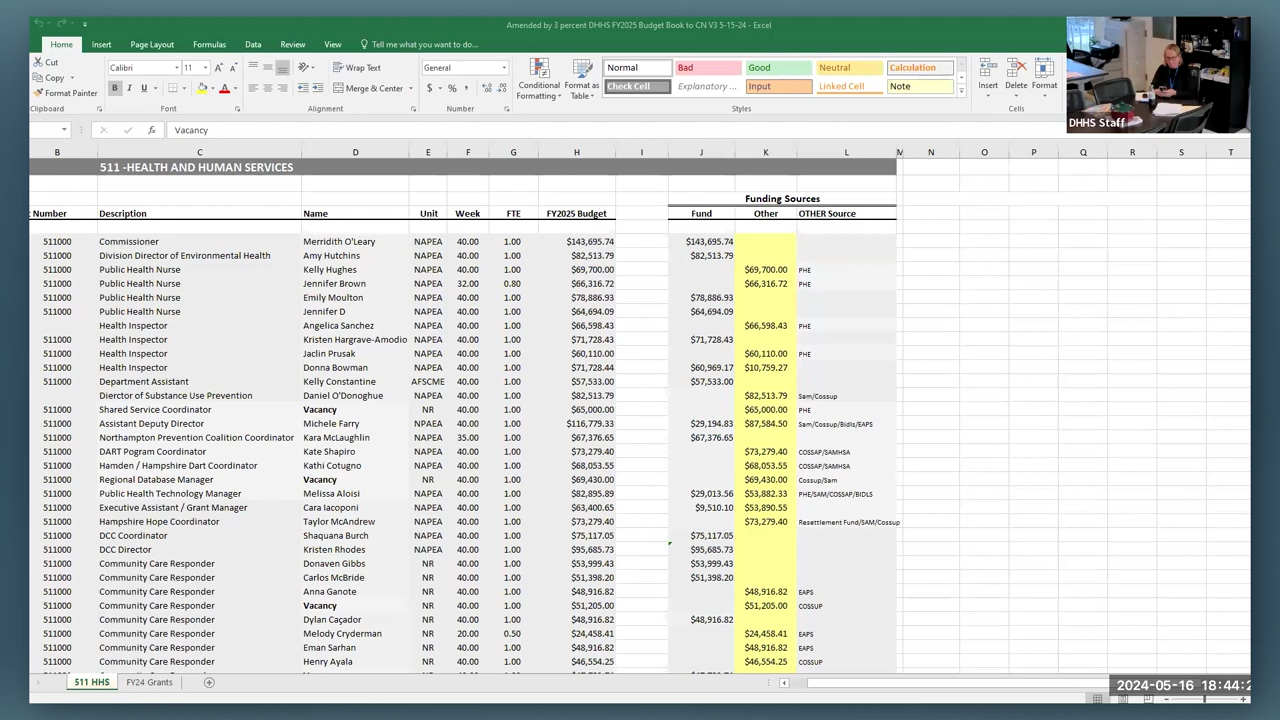 Amended by 3 percent DHHS FY2025 Budget Book to CN V3 5-15-24 - Excel
Home Insert Page Layout Formulas Data Review View Tell me what you want to do...
Cut
Copy
Format Painter
Clipboard
Calibri 11
B I U
Font
Wrap Text
Merge & Center
Alignment
General
$ % ,
Number
Conditional Formatting
Format as Table
Normal Bad Good Neutral Calculation
Check Cell Explanatory ... Input Linked Cell Note
Styles
Insert Delete Format
Cells
DHHS Staff
fx Vacancy
B C D E F G H I J K L M N O P Q R S T
511 -HEALTH AND HUMAN SERVICES
Funding Sources
Number Description Name Unit Week FTE FY2025 Budget Fund Other OTHER Source
511000 Commissioner Merridith O'Leary NAPEA 40.00 1.00 $143,695.74 $143,695.74
511000 Division Director of Environmental Health Amy Hutchins NAPEA 40.00 1.00 $82,513.79 $82,513.79
511000 Public Health Nurse Kelly Hughes NAPEA 40.00 1.00 $69,700.00 $69,700.00 PHE
511000 Public Health Nurse Jennifer Brown NAPEA 32.00 0.80 $66,316.72 $66,316.72 PHE
511000 Public Health Nurse Emily Moulton NAPEA 40.00 1.00 $78,886.93 $78,886.93
511000 Public Health Nurse Jennifer D NAPEA 40.00 1.00 $64,694.09 $64,694.09
Health Inspector Angelica Sanchez NAPEA 40.00 1.00 $66,598.43 $66,598.43 PHE
511000 Health Inspector Kristen Hargrave-Amodio NAPEA 40.00 1.00 $71,728.43 $71,728.43
511000 Health Inspector Jaclin Prusak NAPEA 40.00 1.00 $60,110.00 $60,110.00 PHE
511000 Health Inspector Donna Bowman NAPEA 40.00 1.00 $71,728.44 $60,969.17 $10,759.27
511000 Department Assistant Kelly Constantine AFSCME 40.00 1.00 $57,533.00 $57,533.00
Dierctor of Substance Use Prevention Daniel O'Donoghue NAPEA 40.00 1.00 $82,513.79 $82,513.79 Sam/Cossup
511000 Shared Service Coordinator Vacancy NR 40.00 1.00 $65,000.00 $65,000.00 PHE
511000 Assistant Deputy Director Michele Farry NPAEA 40.00 1.00 $116,779.33 $29,194.83 $87,584.50 Sam/Cossup/Bidls/EAPS
511000 Northampton Prevention Coalition Coordinator Kara McLaughlin NAPEA 35.00 1.00 $67,376.65 $67,376.65
511000 DART Pogram Coordinator Kate Shapiro NAPEA 40.00 1.00 $73,279.40 $73,279.40 COSSAP/SAMHSA
511000 Hamden / Hampshire Dart Coordinator Kathi Cotugno NAPEA 40.00 1.00 $68,053.55 $68,053.55 COSSAP/SAMHSA
511000 Regional Database Manager Vacancy NR 40.00 1.00 $69,430.00 $69,430.00 Cossup/Sam
511000 Public Health Technology Manager Melissa Aloisi NAPEA 40.00 1.00 $82,895.89 $29,013.56 $53,882.33 PHE/SAM/COSSAP/BIDLS
511000 Executive Assistant / Grant Manager Cara Iacoponi NAPEA 40.00 1.00 $63,400.65 $9,510.10 $53,890.55
511000 Hampshire Hope Coordinator Taylor McAndrew NAPEA 40.00 1.00 $73,279.40 $73,279.40 Resettlement Fund/SAM/Cossup
511000 DCC Coordinator Shaquana Burch NAPEA 40.00 1.00 $75,117.05 $75,117.05
511000 DCC Director Kristen Rhodes NAPEA 40.00 1.00 $95,685.73 $95,685.73
511000 Community Care Responder Donaven Gibbs NR 40.00 1.00 $53,999.43 $53,999.43
511000 Community Care Responder Carlos McBride NR 40.00 1.00 $51,398.20 $51,398.20
511000 Community Care Responder Anna Ganote NR 40.00 1.00 $48,916.82 $48,916.82 EAPS
511000 Community Care Responder Vacancy NR 40.00 1.00 $51,205.00 $51,205.00 COSSUP
511000 Community Care Responder Dylan Caçador NR 40.00 1.00 $48,916.82 $48,916.82
511000 Community Care Responder Melody Cryderman NR 20.00 0.50 $24,458.41 $24,458.41 EAPS
511000 Community Care Responder Eman Sarhan NR 40.00 1.00 $48,916.82 $48,916.82 EAPS
511000 Community Care Responder Henry Ayala NR 40.00 1.00 $46,554.25 $46,554.25 COSSUP
511 HHS FY24 Grants
2024-05-16 18:44:2